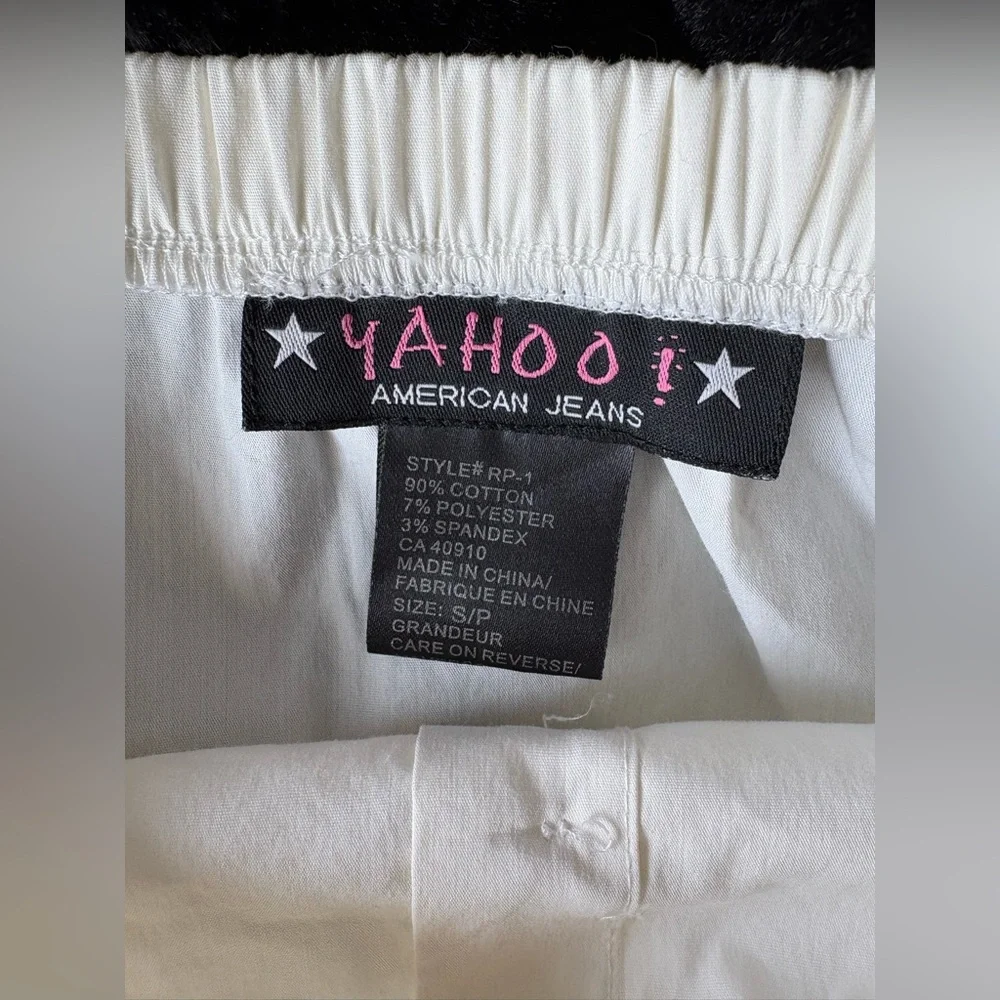 YAHOO!
AMERICAN JEANS
STYLE# RP-1
90% COTTON
7% POLYESTER
3% SPANDEX
CA 40910
MADE IN CHINA/
FABRIQUE EN CHINE
SIZE: S/P
GRANDEUR
CARE ON REVERSE/